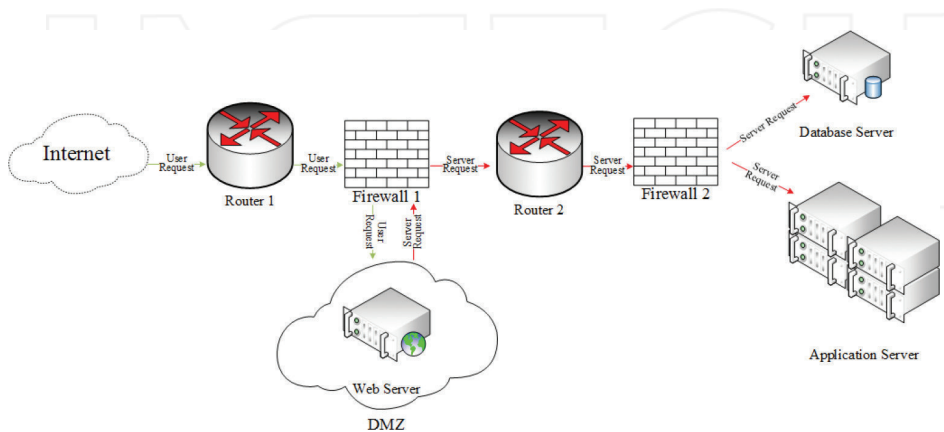 Internet
User
Request
Router 1
User
Request
Firewall 1
Server
Request
Router 2
Server
Request
Firewall 2
Server Request
Database Server
Server
Request
Application Server
User
Request
Server
Request
Web Server
DMZ